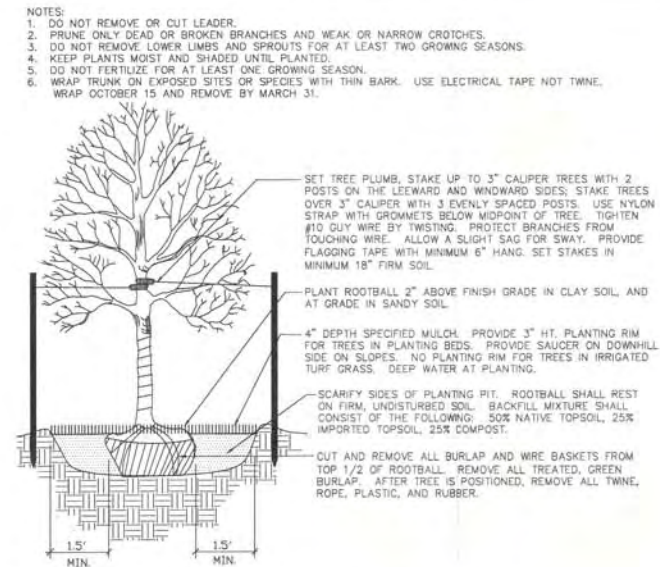 NOTES:
1. DO NOT REMOVE OR CUT LEADER.
2. PRUNE ONLY DEAD OR BROKEN BRANCHES AND WEAK OR NARROW CROTCHES.
3. DO NOT REMOVE LOWER LIMBS AND SPROUTS FOR AT LEAST TWO GROWING SEASONS.
4. KEEP PLANTS MOIST AND SHADED UNTIL PLANTED.
5. DO NOT FERTILIZE FOR AT LEAST ONE GROWING SEASON.
6. WRAP TRUNK ON EXPOSED SITES OR SPECIES WITH THIN BARK. USE ELECTRICAL TAPE NOT TWINE.
WRAP OCTOBER 15 AND REMOVE BY MARCH 31.
SET TREE PLUMB, STAKE UP TO 3" CALIPER TREES WITH 2
POSTS ON THE LEEWARD AND WINDWARD SIDES; STAKE TREES
OVER 3" CALIPER WITH 3 EVENLY SPACED POSTS. USE NYLON
STRAP WITH GROMMETS BELOW MIDPOINT OF TREE. TIGHTEN
#10 GUY WIRE BY TWISTING. PROTECT BRANCHES FROM
TOUCHING WIRE. ALLOW A SLIGHT SAG FOR SWAY. PROVIDE
FLAGGING TAPE WITH MINIMUM 6" HANG. SET STAKES IN
MINIMUM 18" FIRM SOIL.
PLANT ROOTBALL 2" ABOVE FINISH GRADE IN CLAY SOIL, AND
AT GRADE IN SANDY SOIL.
4" DEPTH SPECIFIED MULCH. PROVIDE 3" HT. PLANTING RIM
FOR TREES IN PLANTING BEDS. PROVIDE SAUCER ON DOWNHILL
SIDE ON SLOPES. NO PLANTING RIM FOR TREES IN IRRIGATED
TURF GRASS. DEEP WATER AT PLANTING.
SCARIFY SIDES OF PLANTING PIT. ROOTBALL SHALL REST
ON FIRM, UNDISTURBED SOIL. BACKFILL MIXTURE SHALL
CONSIST OF THE FOLLOWING: 50% NATIVE TOPSOIL, 25%
IMPORTED TOPSOIL, 25% COMPOST.
CUT AND REMOVE ALL BURLAP AND WIRE BASKETS FROM
TOP 1/2 OF ROOTBALL. REMOVE ALL TREATED, GREEN
BURLAP. AFTER TREE IS POSITIONED, REMOVE ALL TWINE,
ROPE, PLASTIC, AND RUBBER.
1.5' 1.5'
MIN. MIN.